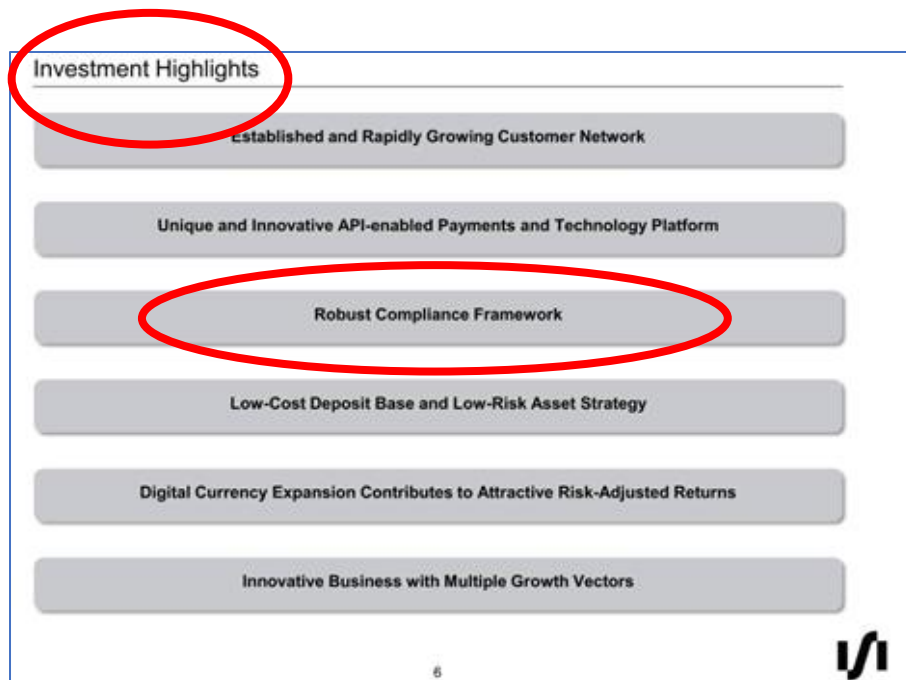 Investment Highlights
Established and Rapidly Growing Customer Network
Unique and Innovative API-enabled Payments and Technology Platform
Robust Compliance Framework
Low-Cost Deposit Base and Low-Risk Asset Strategy
Digital Currency Expansion Contributes to Attractive Risk-Adjusted Returns
Innovative Business with Multiple Growth Vectors
6